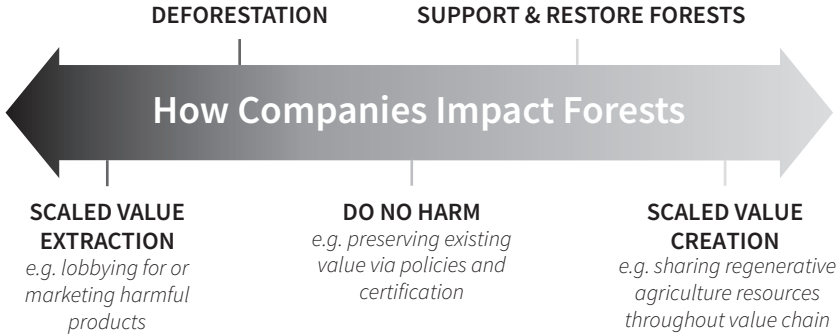 DEFORESTATION
SUPPORT & RESTORE FORESTS
How Companies Impact Forests
SCALED VALUE
EXTRACTION
e.g. lobbying for or
marketing harmful
products
DO NO HARM
e.g. preserving existing
value via policies and
certification
SCALED VALUE
CREATION
e.g. sharing regenerative
agriculture resources
throughout value chain